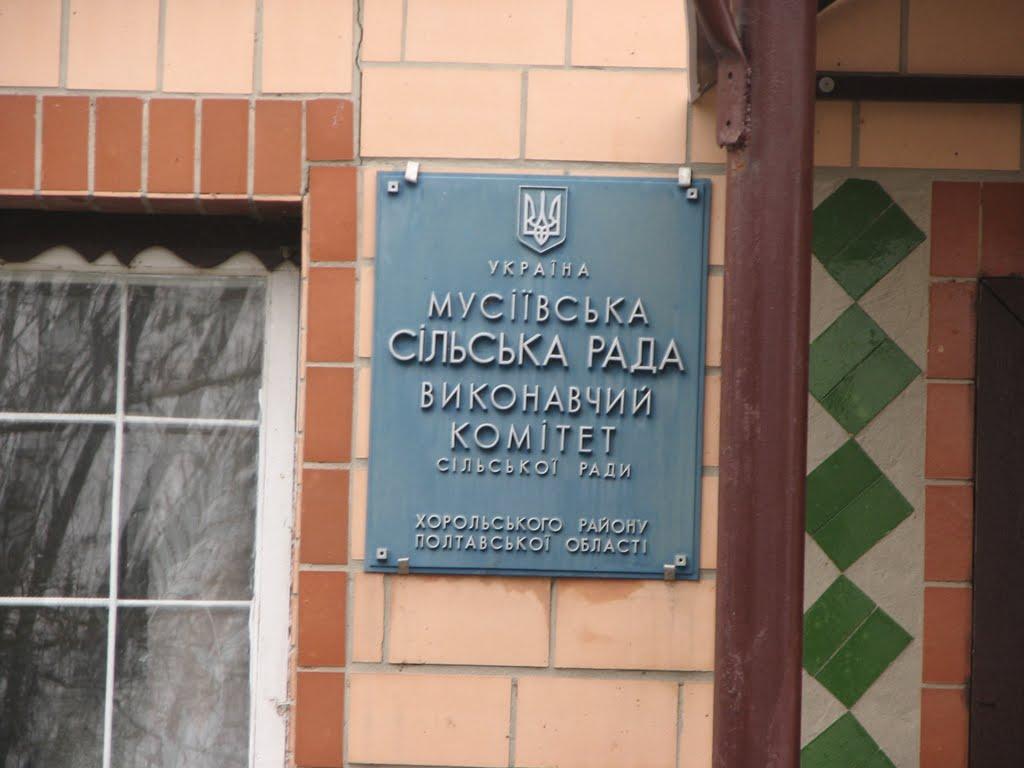 УКРАЇНА
МУСІЇВСЬКА
СІЛЬСЬКА РАДА
ВИКОНАВЧИЙ
КОМІТЕТ
СІЛЬСЬКОЇ РАДИ
ХОРОЛЬСЬКОГО РАЙОНУ
ПОЛТАВСЬКОЇ ОБЛАСТІ